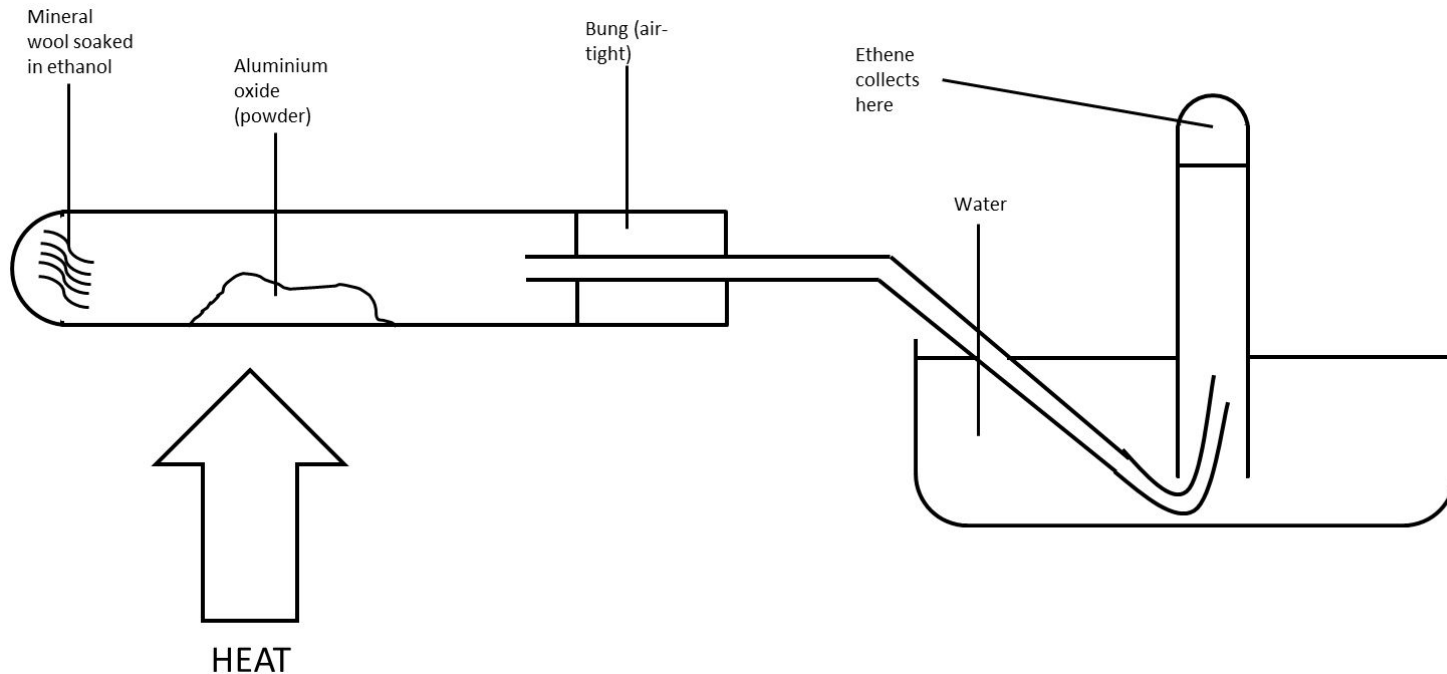 Mineral
wool soaked
in ethanol
Aluminium
oxide
(powder)
Bung (air-
tight)
Ethene
collects
here
Water
HEAT